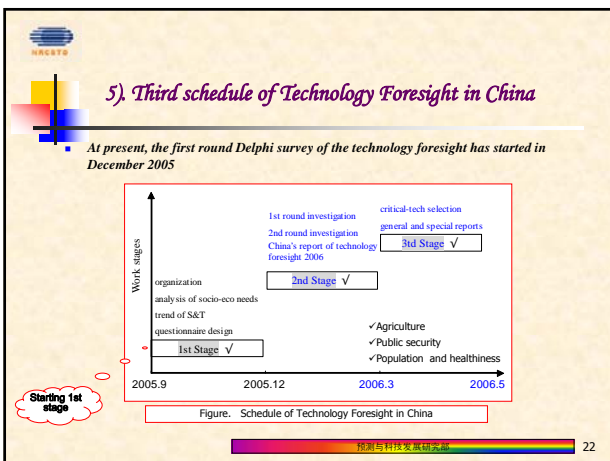 NRCSTD
5). Third schedule of Technology Foresight in China
At present, the first round Delphi survey of the technology foresight has started in
December 2005
Work stages
1st round investigation
2nd round investigation
China's report of technology
foresight 2006
critical-tech selection
general and special reports
3td Stage √
2nd Stage √
organization
analysis of socio-eco needs
trend of S&T
questionnaire design
1st Stage √
✓Agriculture
✓Public security
✓Population and healthiness
2005.9
2005.12
2006.3
2006.5
Starting 1st
stage
Figure. Schedule of Technology Foresight in China
预测与科技发展研究部
22